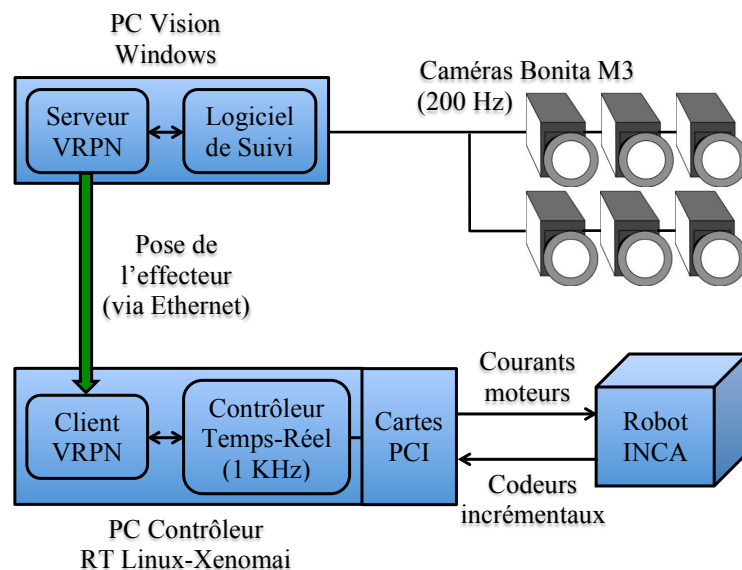 PC Vision
Windows
Serveur
VRPN
Logiciel
de Suivi
Caméras Bonita M3
(200 Hz)
Pose de
l’effecteur
(via Ethernet)
Client
VRPN
Contrôleur
Temps-Réel
(1 KHz)
Cartes
PCI
Courants
moteurs
Robot
INCA
Codeurs
incrémentaux
PC Contrôleur
RT Linux-Xenomai